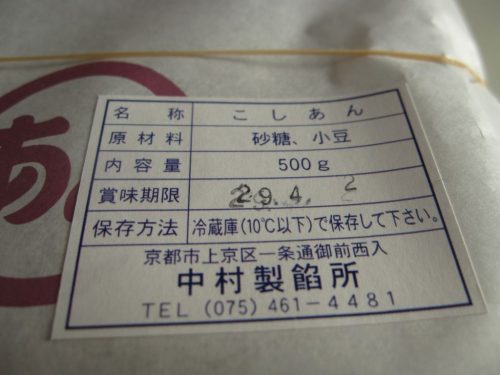 あん
名称 こしあん
原材料 砂糖、小豆
内容量 500g
賞味期限 29.4.2
保存方法 冷蔵庫(10℃以下)で保存して下さい。
京都市上京区一条通御前西入
中村製餡所
TEL (075) 461-4481